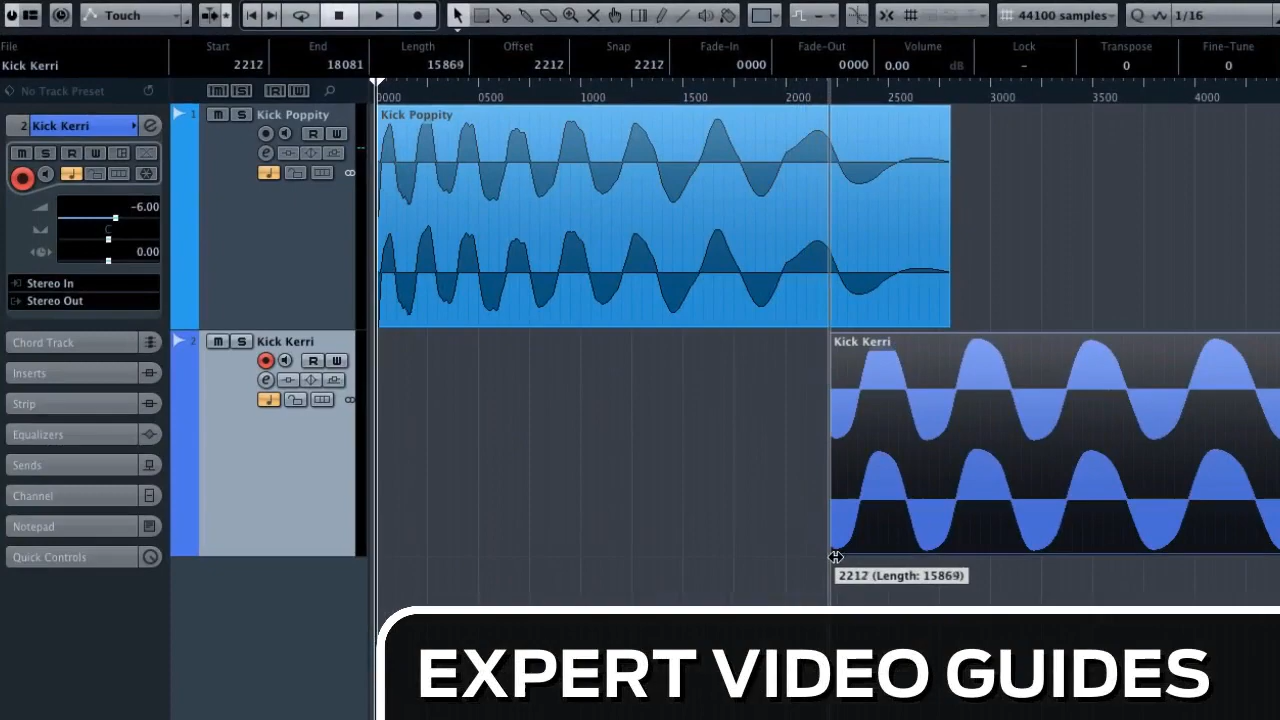 Touch
44100 samples
Q
1/16
File
Start
End
Length
Offset
Snap
Fade-In
Fade-Out
Volume
Lock
Transpose
Fine-Tune
Kick Kerri
2212
18081
15869
2212
2212
0000
0000
0.00
dB
-
0
0
No Track Preset
M S R W
0000
0500
1000
1500
2000
2500
3000
3500
4000
1
M S
Kick Poppity
Kick Poppity
2
Kick Kerri
e
R W
M S R W
e
-6.00
C
0.00
Stereo In
Stereo Out
2
M S
Kick Kerri
Kick Kerri
R W
e
Chord Track
Inserts
Strip
Equalizers
Sends
Channel
Notepad
Quick Controls
2212 (Length: 15869)
EXPERT VIDEO GUIDES